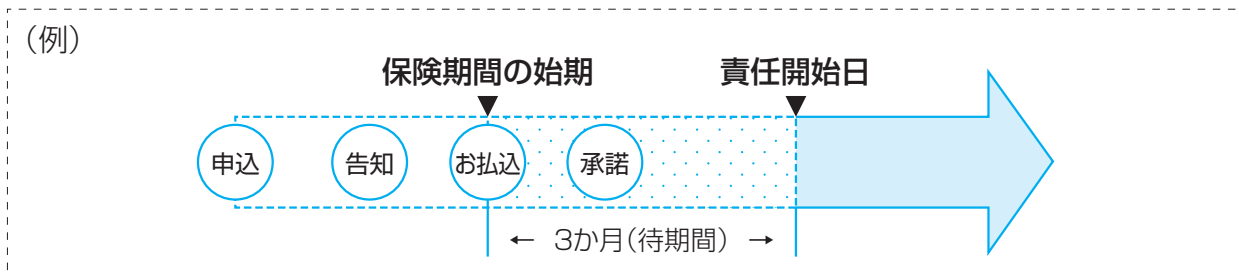 (例)
保険期間の始期 責任開始日
▼ ▼
申込 告知 お払込 承諾
← 3か月(待期間) →